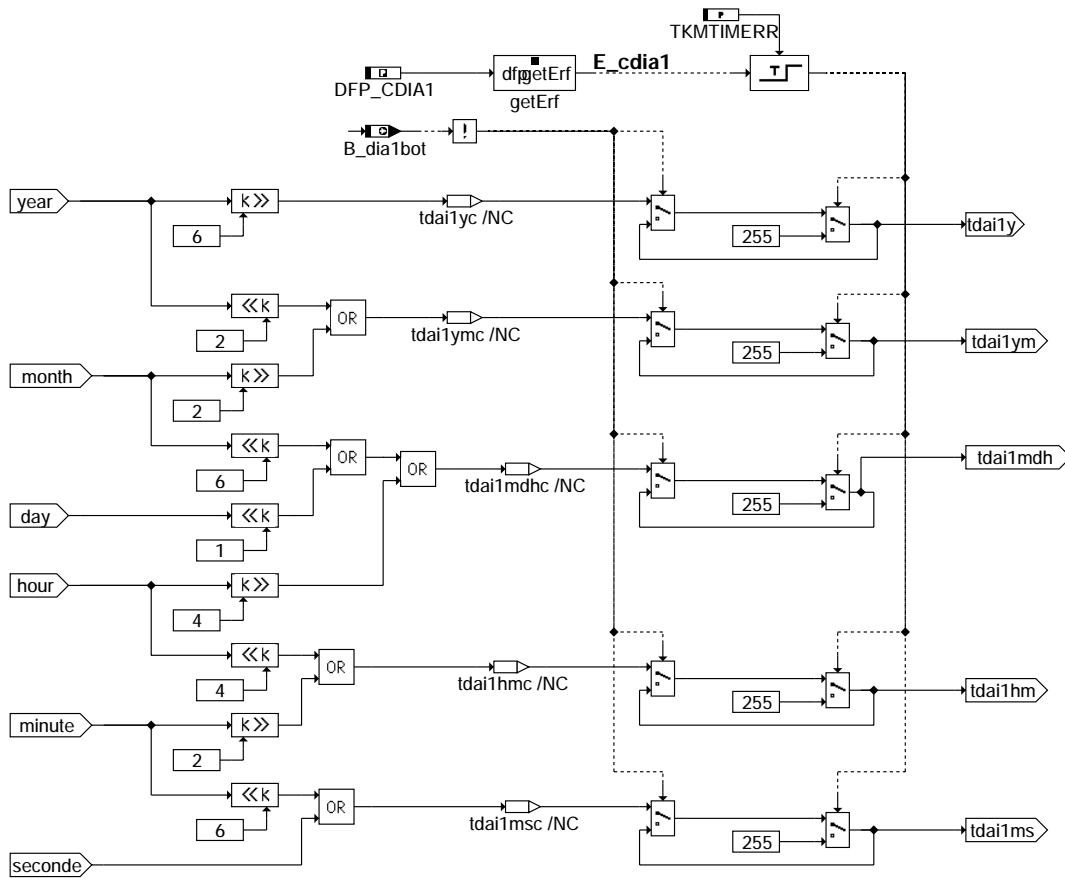 P
TKMTIMERR
E_cdia1
P
dfpgetErf
T
DFP_CDIA1
getErf
!
B_dia1bot
year
k>>
tdai1yc /NC
6
255
tdai1y
<<k
OR
tdai1ymc /NC
2
255
tdai1ym
month
k>>
2
<<k
OR
OR
tdai1mdhc /NC
tdai1mdh
6
255
day
<<k
1
hour
k>>
4
<<k
OR
tdai1hmc /NC
4
255
tdai1hm
minute
k>>
2
<<k
OR
tdai1msc /NC
6
255
tdai1ms
seconde